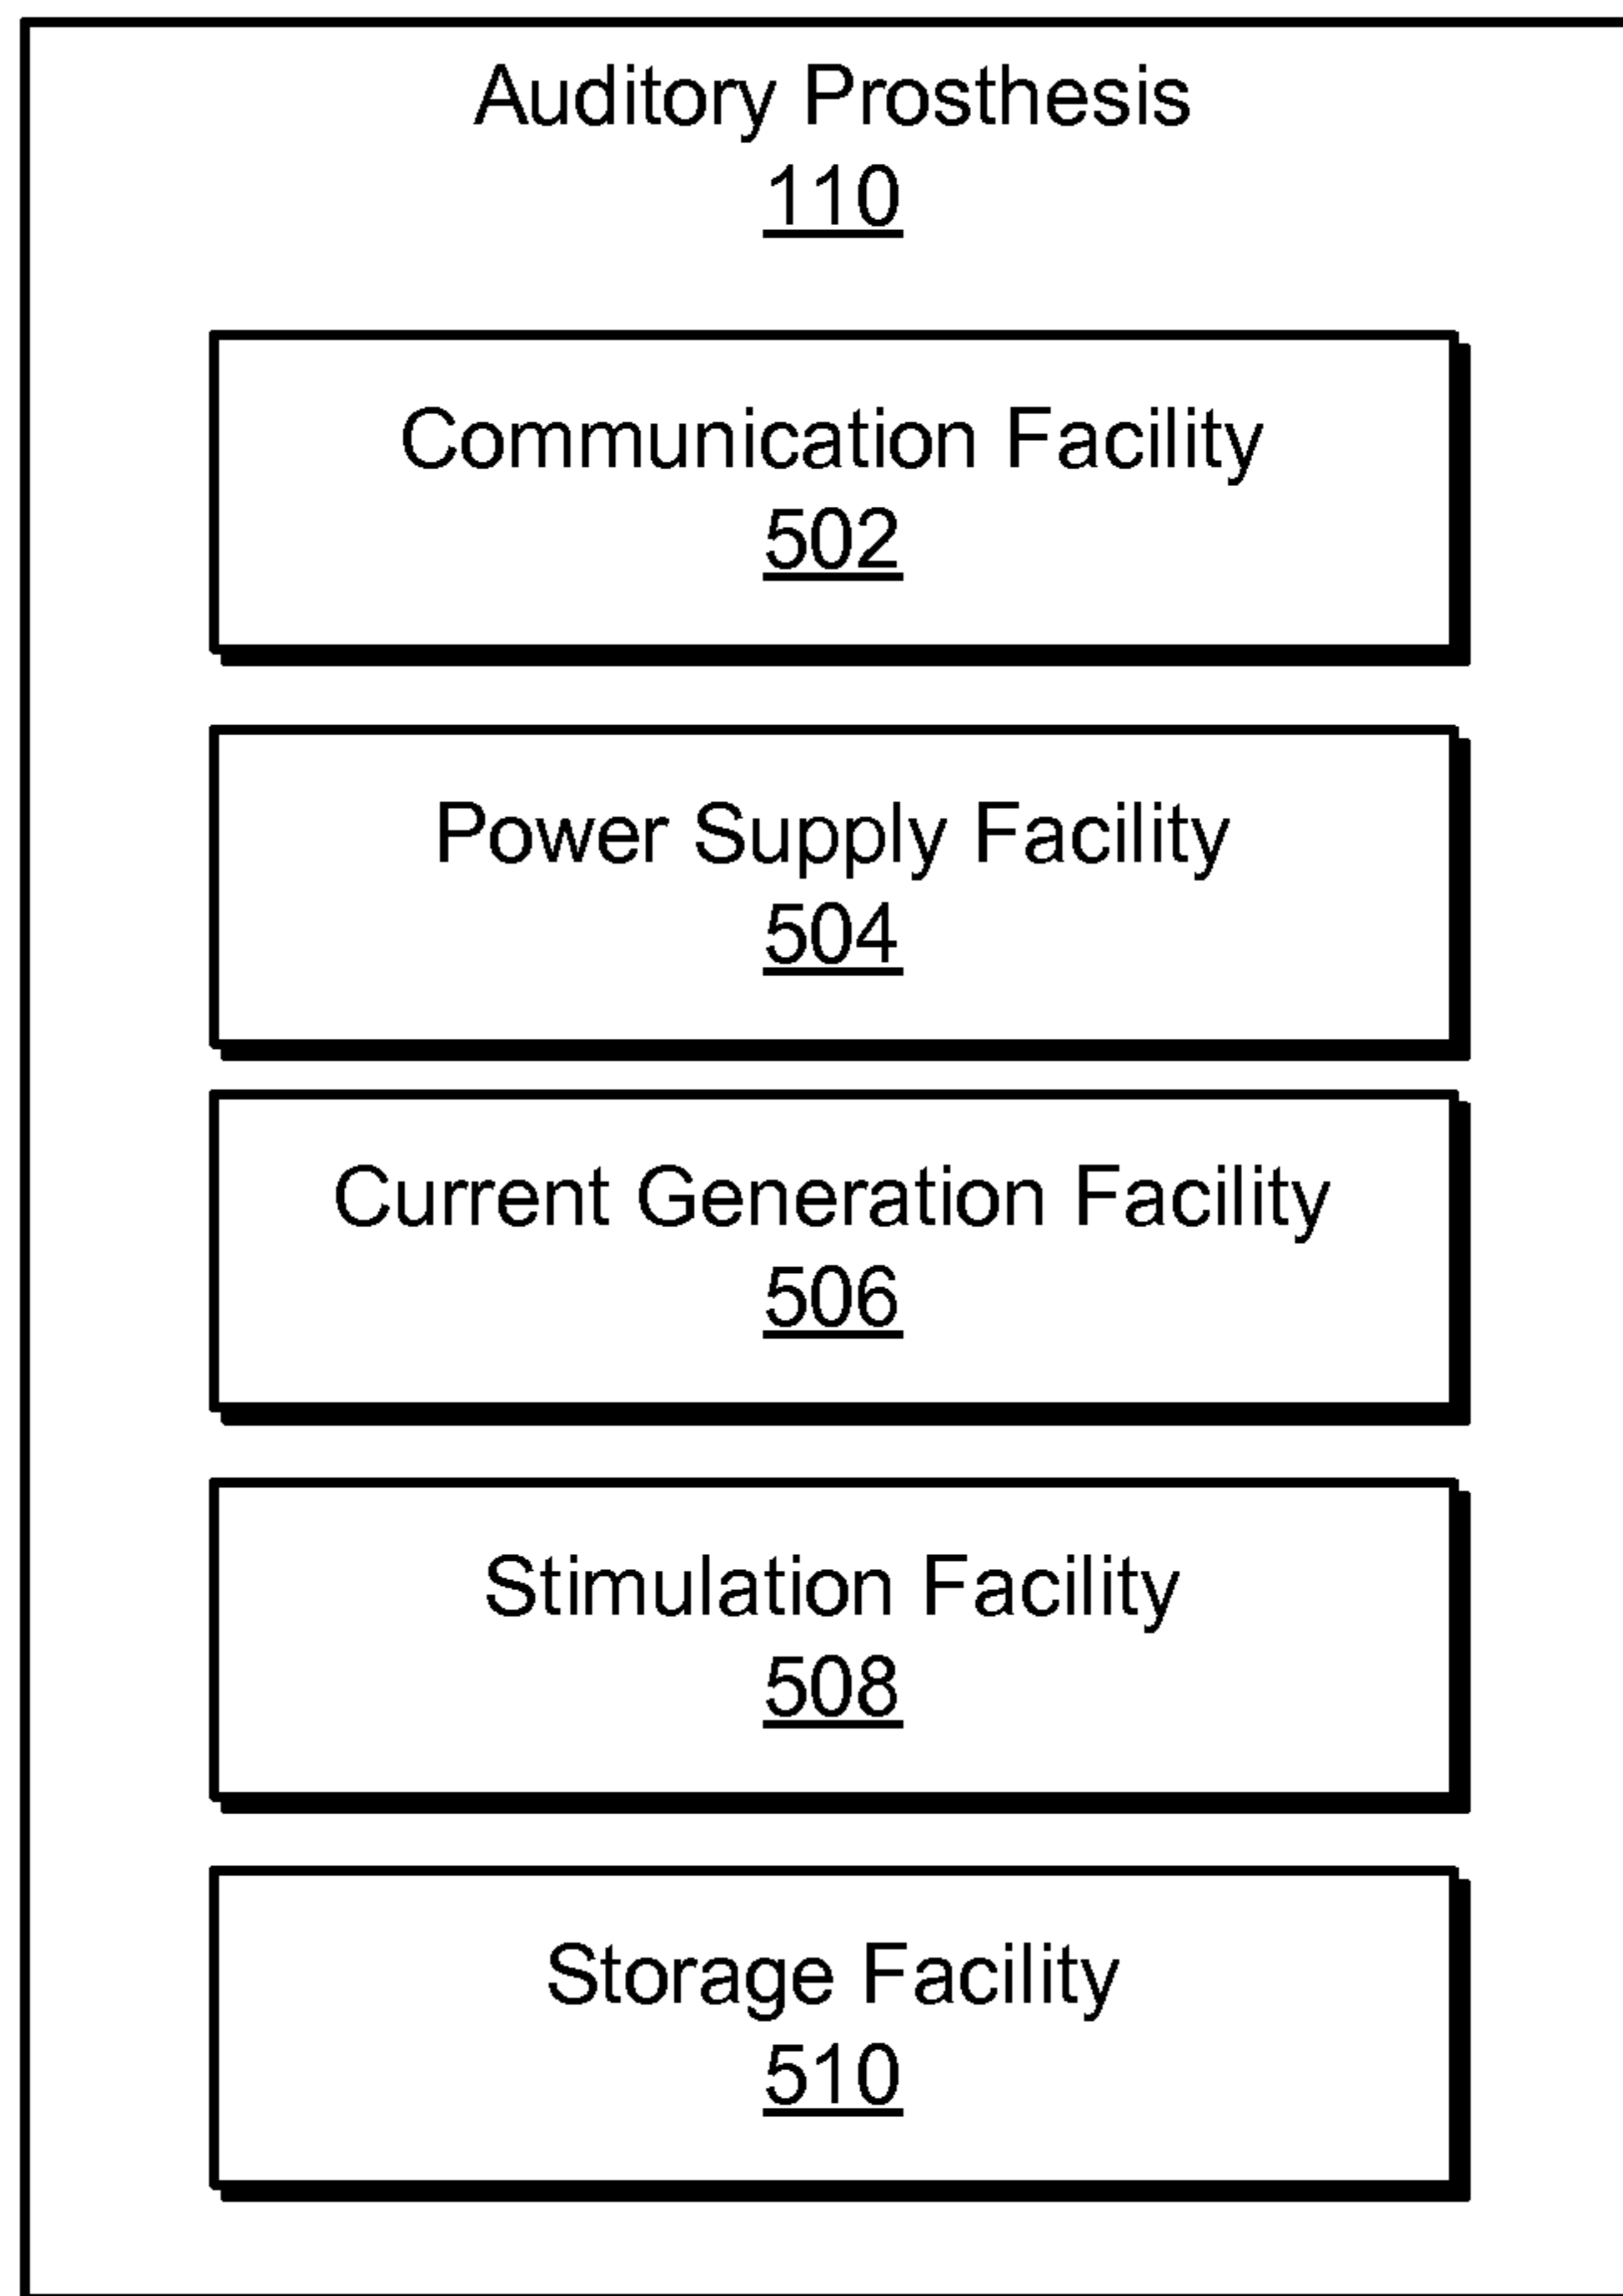 Auditory Prosthesis
110
Communication Facility
502
Power Supply Facility
504
Current Generation Facility
506
Stimulation Facility
508
Storage Facility
510